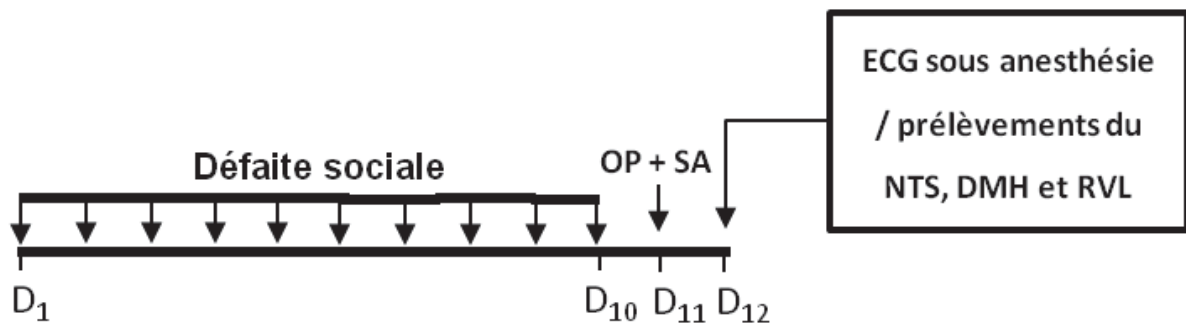 ECG sous anesthésie
/ prélèvements du
NTS, DMH et RVL
Défaite sociale
OP + SA
D₁
D₁₀
D₁₁
D₁₂